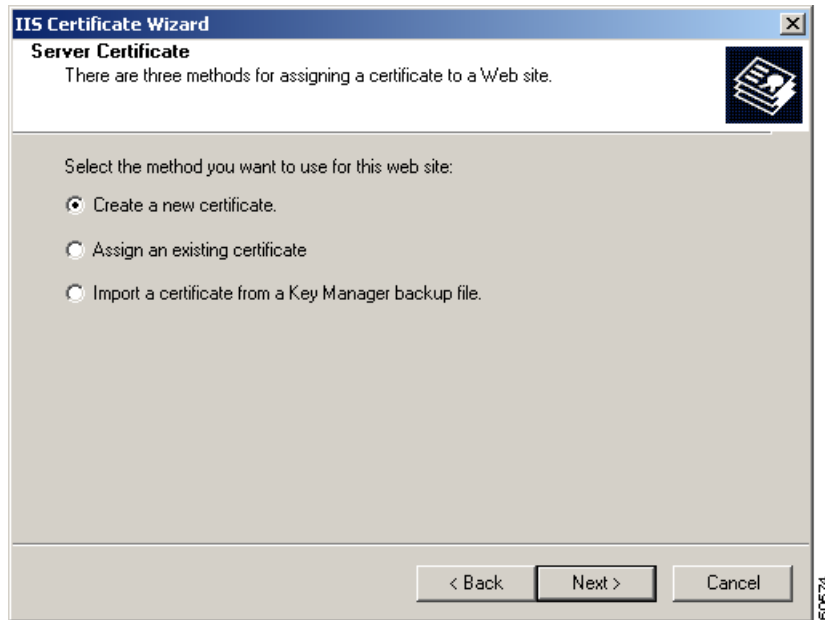 IIS Certificate Wizard
Server Certificate
There are three methods for assigning a certificate to a Web site.
Select the method you want to use for this web site:
Create a new certificate.
Assign an existing certificate
Import a certificate from a Key Manager backup file.
< Back
Next >
Cancel
60574